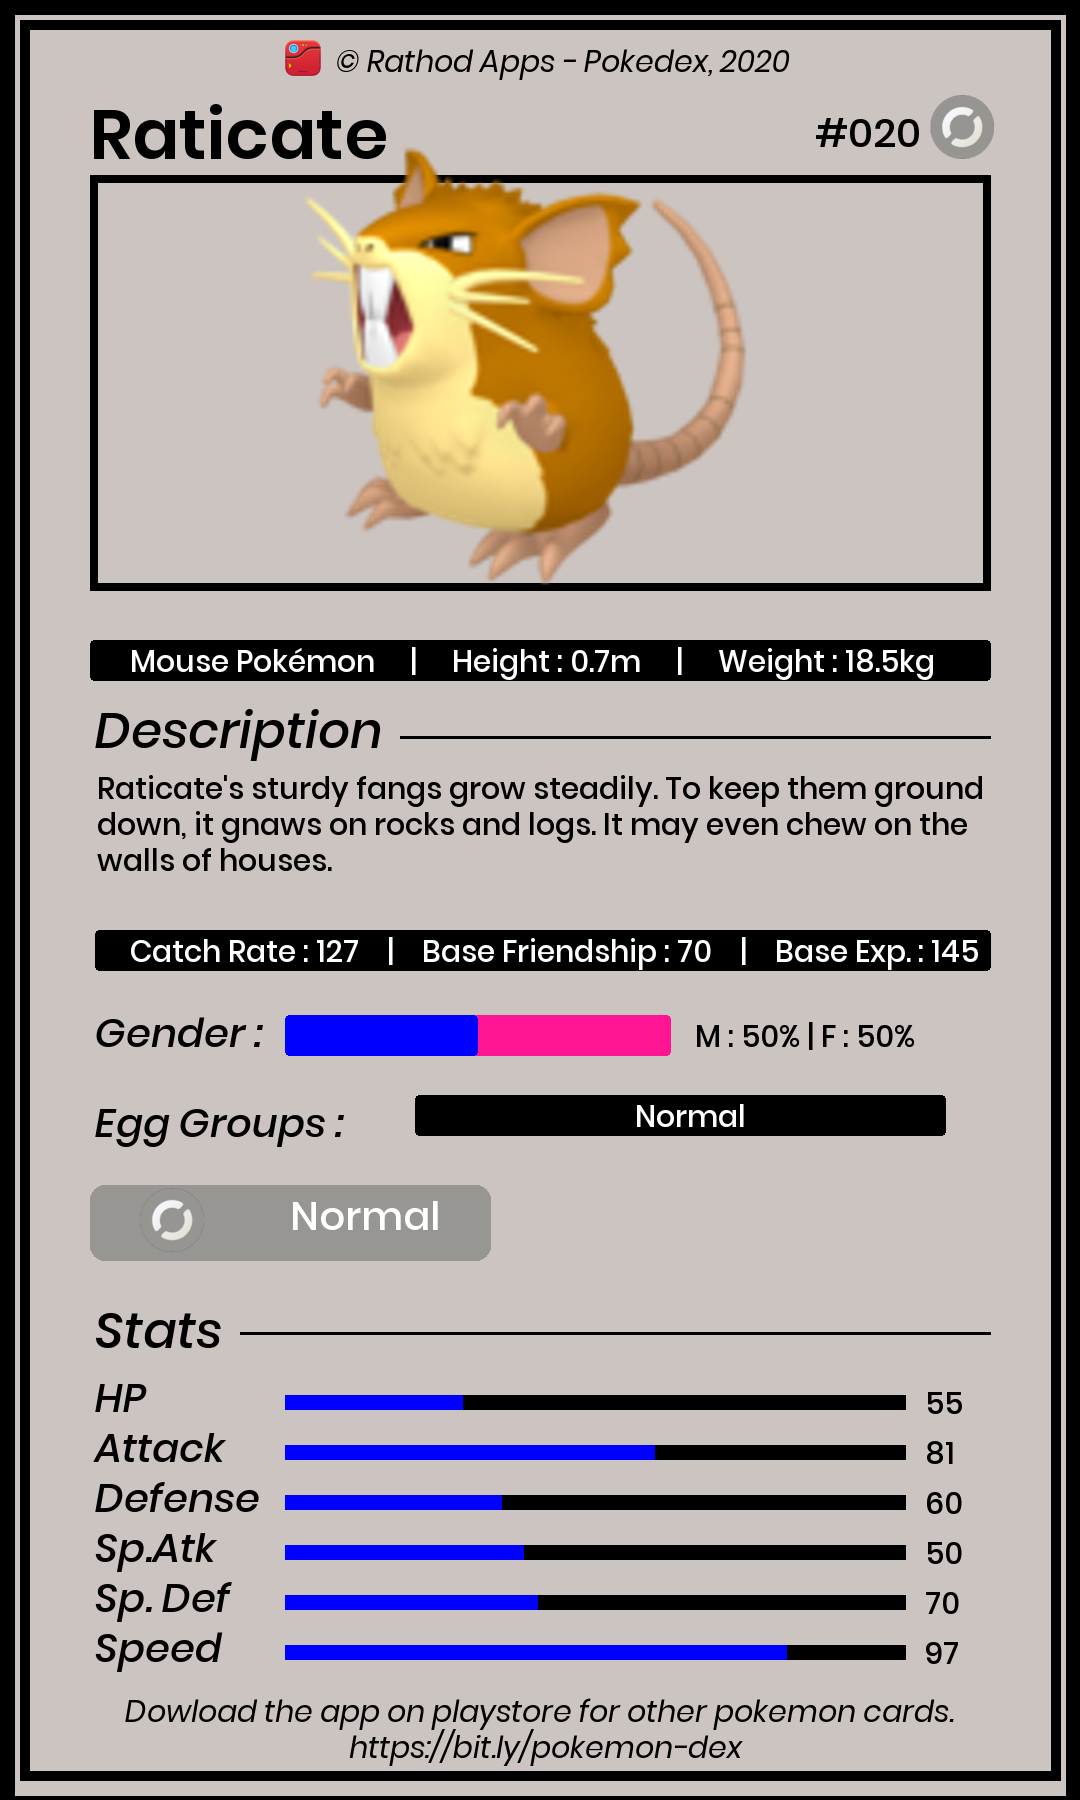 © Rathod Apps - Pokedex, 2020
Raticate
#020
Mouse Pokémon | Height : 0.7m | Weight : 18.5kg
Description
Raticate's sturdy fangs grow steadily. To keep them ground
down, it gnaws on rocks and logs. It may even chew on the
walls of houses.
Catch Rate : 127 | Base Friendship : 70 | Base Exp. : 145
Gender : M : 50% | F : 50%
Egg Groups : Normal
Normal
Stats
HP 55
Attack 81
Defense 60
Sp.Atk 50
Sp. Def 70
Speed 97
Dowload the app on playstore for other pokemon cards.
https://bit.ly/pokemon-dex